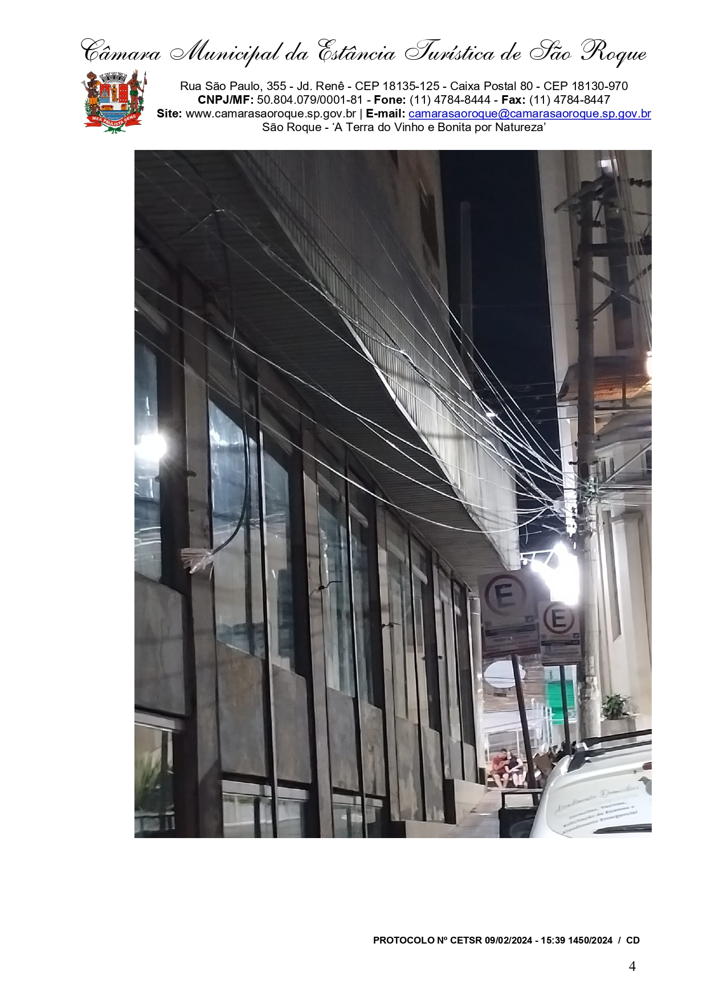 Câmara Municipal da Estância Turística de São Roque
Rua São Paulo, 355 - Jd. Renê - CEP 18135-125 - Caixa Postal 80 - CEP 18130-970
CNPJ/MF: 50.804.079/0001-81 - Fone: (11) 4784-8444 - Fax: (11) 4784-8447
Site: www.camarasaoroque.sp.gov.br | E-mail: camarasaoroque@camarasaoroque.sp.gov.br
São Roque - ‘A Terra do Vinho e Bonita por Natureza’
MEA PAULISTA GENS
E
E
Atendimento Domiciliar
Consultas, Vacinas,
Solicitação de Exames e
Atendimento Emergencial
PROTOCOLO Nº CETSR 09/02/2024 - 15:39 1450/2024 / CD
4